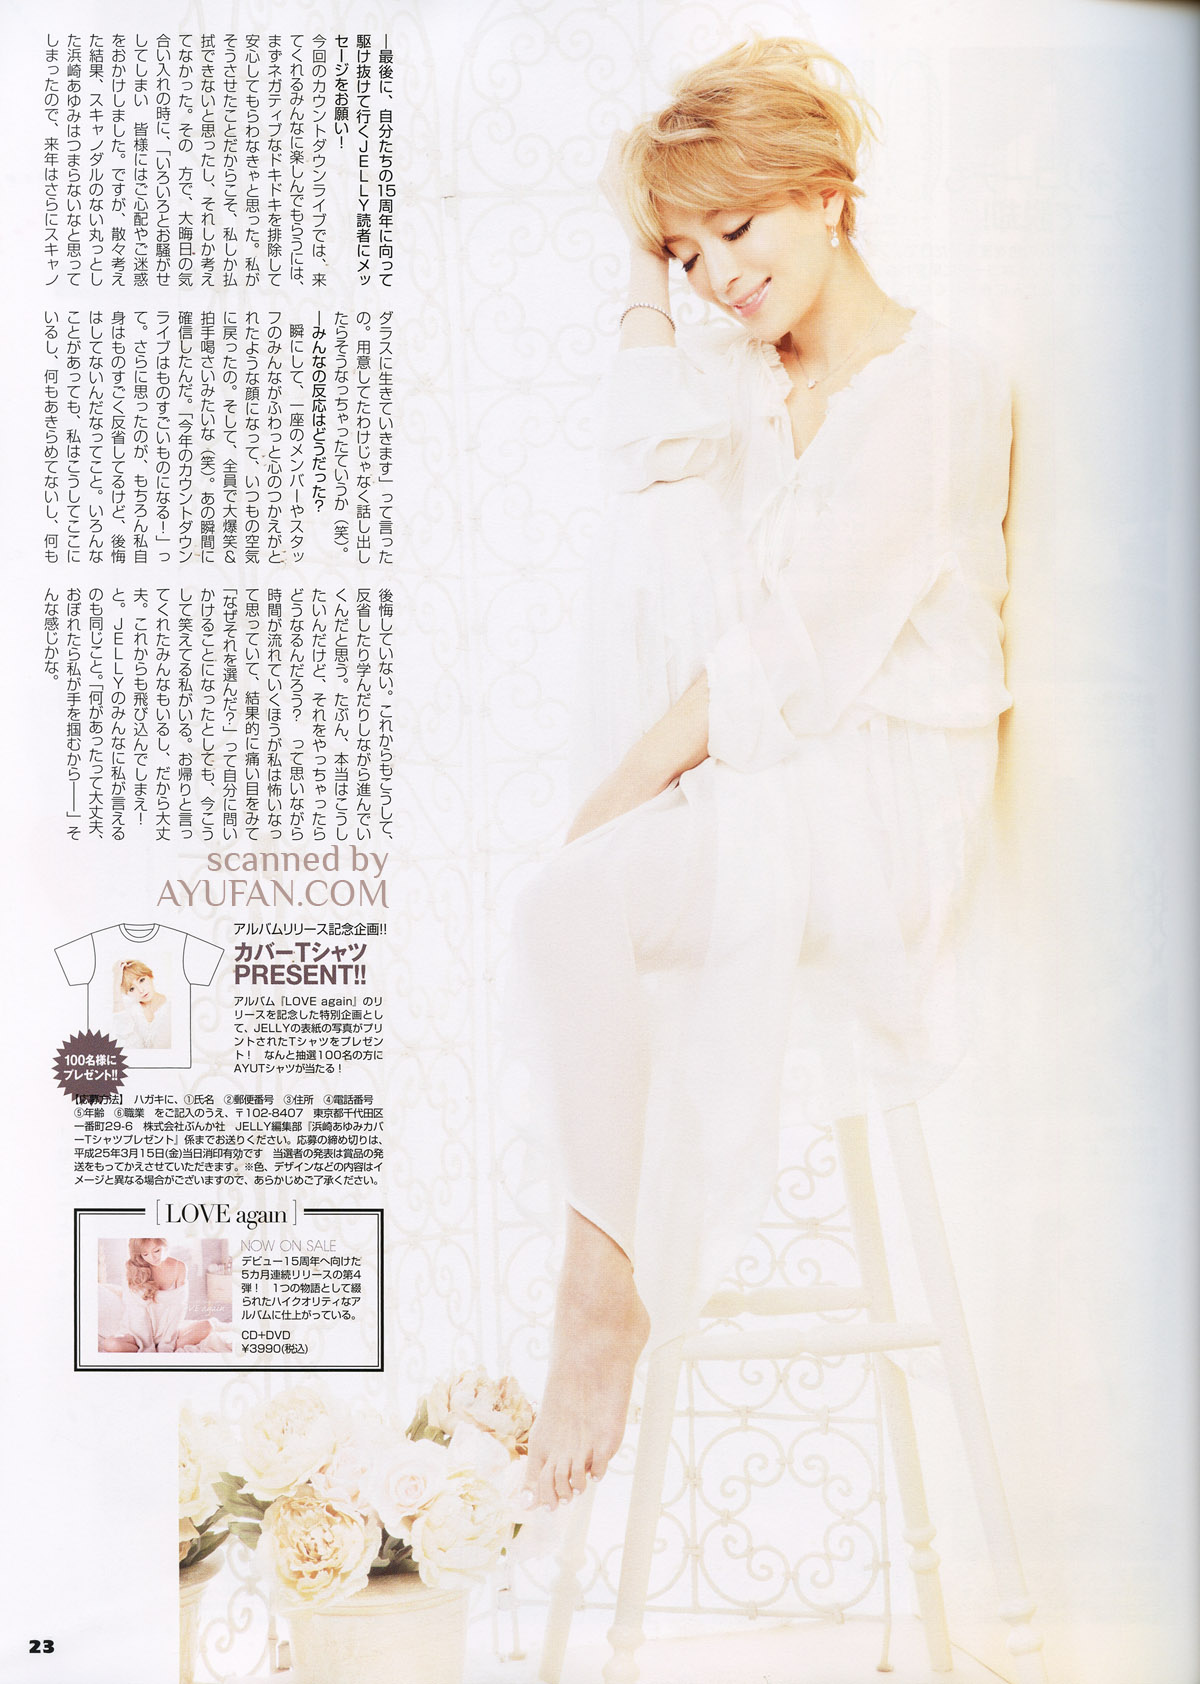 ―最後に、自分たちの15周年に向って
駆け抜けて行くJELLY読者にメッ
セージをお願い！
今回のカウントダウンライブでは、来
てくれるみんなに楽しんでもらうには、
まずネガティブなドキドキを排除して
安心してもらわなきゃと思った。私が
そうさせたことだからこそ、私しか払
拭できないと思ったし、それしか考え
てなかった。その一方で、大晦日の気
合い入れの時に、「いろいろとお騒がせ
してしまい 皆様にはご心配やご迷惑
をおかけしました。ですが、散々考え
た結果、スキャンダルのない丸っとし
た浜崎あゆみはつまらないなと思って
しまったので、来年はさらにスキャン
ダラスに生きていきます」って言った
の。用意してたわけじゃなく話し出し
たらそうなっちゃったていうか（笑）。
―みんなの反応はどうだった？
瞬にして、一座のメンバーやスタッ
フのみんながふわっと心のつかえがと
れたような顔になって、いつもの空気
に戻ったの。そして、全員で大爆笑&
拍手喝さいみたいな（笑）。あの瞬間に
確信したんだ。「今年のカウントダウン
ライブはものすごいものになる！」っ
て。さらに思ったのが、もちろん私自
身はものすごく反省してるけど、後悔
はしてないんだなってこと。いろんな
ことがあっても、私はこうしてここに
いるし、何もあきらめてないし、何も
後悔していない。これからもこうして、
反省したり学んだりしながら進んでい
くんだと思う。たぶん、本当はこうし
たいんだけど、それをやっちゃったら
どうなるんだろう？ って思いながら
時間が流れていくほうが私は怖いなっ
て思っていて、結果的に痛い目をみて
「なぜそれを選んだ？」って自分に問い
かけることになったとしても、今こう
して笑えてる私がいる。お帰りと言っ
てくれたみんなもいるし、だから大丈
夫。これからも飛び込んでしまえ！
と。JELLYのみんなに私が言える
のも同じこと。「何があったって大丈夫、
おぼれたら私が手を掴むから――」そ
んな感じかな。
scanned by
AYUFAN.COM
アルバムリリース記念企画!!
カバーTシャツ
PRESENT!!
アルバム『LOVE again』のリ
リースを記念した特別企画とし
て、JELLYの表紙の写真がプリ
ントされたTシャツをプレゼン
ト！ なんと抽選100名の方に
AYUTシャツが当たる！
100名様に
プレゼント!!
【応募方法】 ハガキに、①氏名 ②郵便番号 ③住所 ④電話番号
⑤年齢 ⑥職業 をご記入のうえ、〒102-8407 東京都千代田区
一番町29-6 株式会社ぶんか社 JELLY編集部『浜崎あゆみカバ
ーTシャツプレゼント』係までお送りください。応募の締め切りは、
平成25年3月15日(金)当日消印有効です 当選者の発表は賞品の発
送をもってかえさせていただきます。※色、デザインなどの内容はイ
メージと異なる場合がございますので、あらかじめご了承ください。
[ LOVE again ]
NOW ON SALE
デビュー15周年へ向けた
5カ月連続リリースの第4
弾！ 1つの物語として綴
られたハイクオリティなア
ルバムに仕上がっている。
CD+DVD
¥3990(税込)
again
23